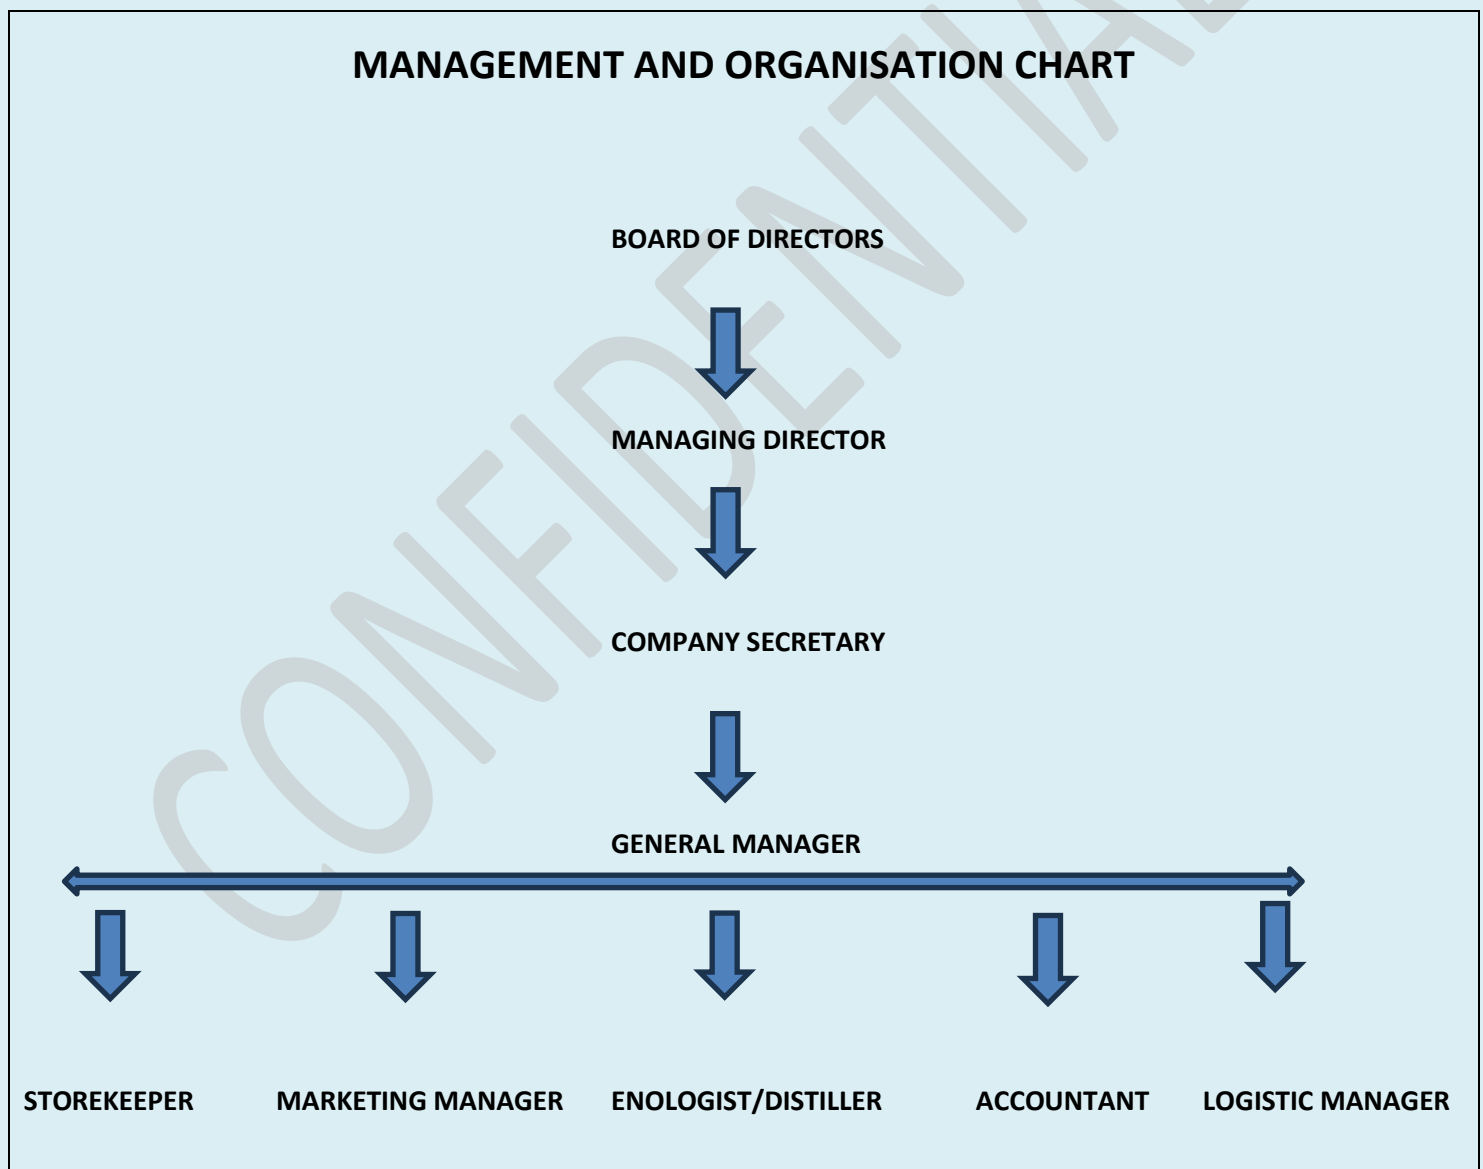 MANAGEMENT AND ORGANISATION CHART
BOARD OF DIRECTORS
MANAGING DIRECTOR
COMPANY SECRETARY
GENERAL MANAGER
STOREKEEPER MARKETING MANAGER ENOLOGIST/DISTILLER ACCOUNTANT LOGISTIC MANAGER
CONFIDENTIAL